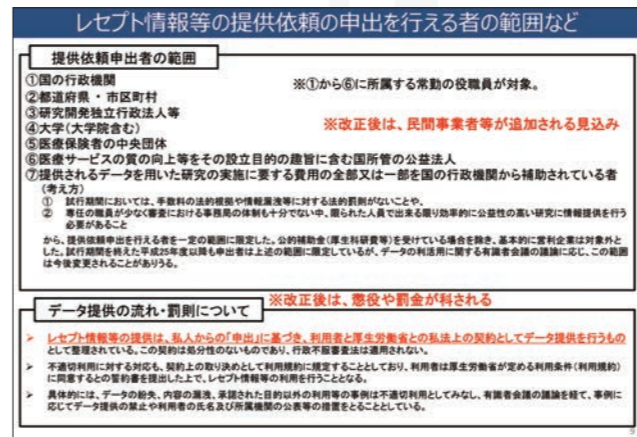 レセプト情報等の提供依頼の申出を行える者の範囲など
提供依頼申出者の範囲
①国の行政機関
※①から⑥に所属する常勤の役職員が対象。
②都道府県・市区町村
③研究開発独立行政法人等
④大学(大学院含む)
※改正後は、民間事業者等が追加される見込み
⑤医療保険者の中央団体
⑥医療サービスの質の向上等をその設立目的の趣旨に含む国所管の公益法人
⑦提供されるデータを用いた研究の実施に要する費用の全部又は一部を国の行政機関から補助されている者
(考え方)
① 試行期間においては、手数料の法的根拠や情報漏洩等に対する法的罰則がないことや、
② 専任の職員が少なく審査における事務局の体制も十分でない中、限られた人員で出来る限り効率的に公益性の高い研究に情報提供を行う
必要があること
から、提供依頼申出を行える者を一定の範囲に限定した。公的補助金(厚生科研費等)を受けている場合を除き、基本的に営利企業は対象外と
した。試行期間を終えた平成25年度以降も申出者は上述の範囲に限定しているが、データの利活用に関する有識者会議の議論に応じ、この範囲
は今後変更されることがありうる。
データ提供の流れ・罰則について
※改正後は、懲役や罰金が科される
➢ レセプト情報等の提供は、私人からの「申出」に基づき、利用者と厚生労働省との私法上の契約としてデータ提供を行うもの
として整理されている。この契約は処分性のないものであり、行政不服審査法は適用されない。
➢ 不適切利用に対する対応も、契約上の取り決めとして利用規約に規定することとしており、利用者は厚生労働省が定める利用条件(利用規約)
に同意するとの誓約書を提出した上で、レセプト情報等の利用を行うこととなる。
➢ 具体的には、データの紛失、内容の漏洩、承諾された目的以外の利用等の事例は不適切利用としてみなし、有識者会議の議論を経て、事例に
応じてデータ提供の禁止や利用者の氏名及び所属機関の公表等の措置をとることとしている。
9